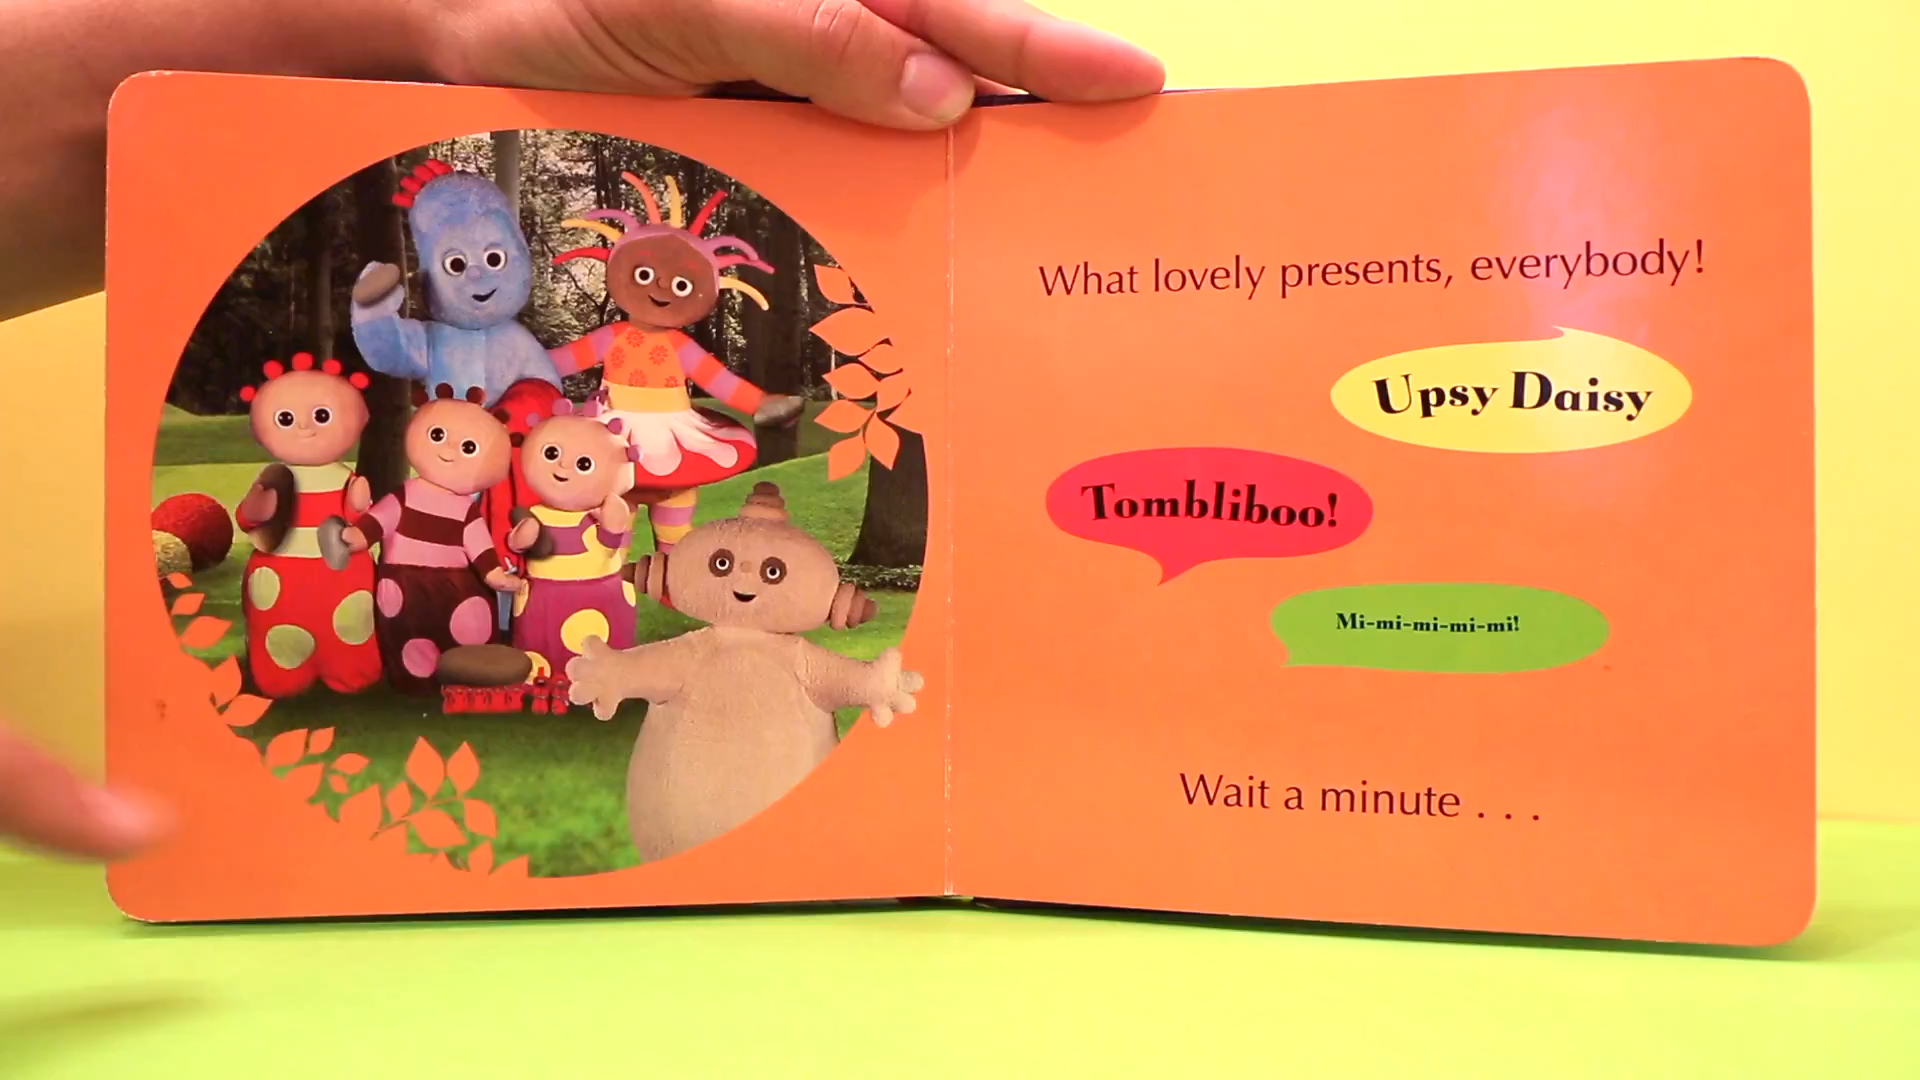 What lovely presents, everybody!
Upsy Daisy
Tombliboo!
Mi-mi-mi-mi-mi!
Wait a minute . . .